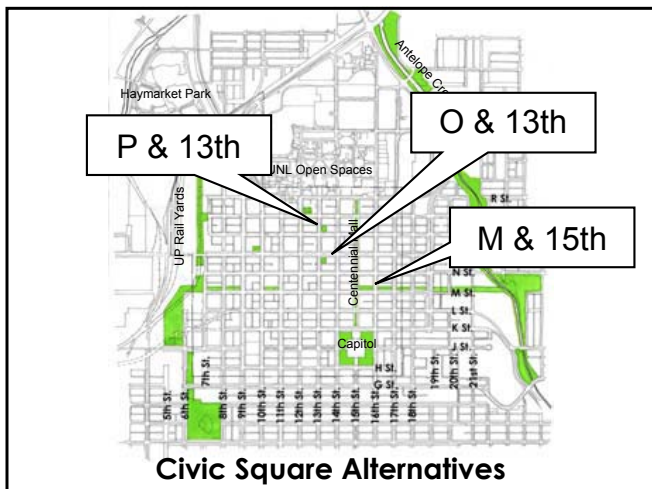 Haymarket Park
Antelope Cre
P & 13th
O & 13th
JNL Open Spaces
R St.
M & 15th
UP Rail Yards
Centennial Mall
N St.
M St.
L St.
K St.
J St.
Capitol
H St.
G St.
5th St.
6th St.
7th St.
8th St.
9th St.
10th St.
11th St.
12th St.
13th St.
14th St.
15th St.
16th St.
17th St.
18th St.
19th St.
20th St.
21st St.
Civic Square Alternatives